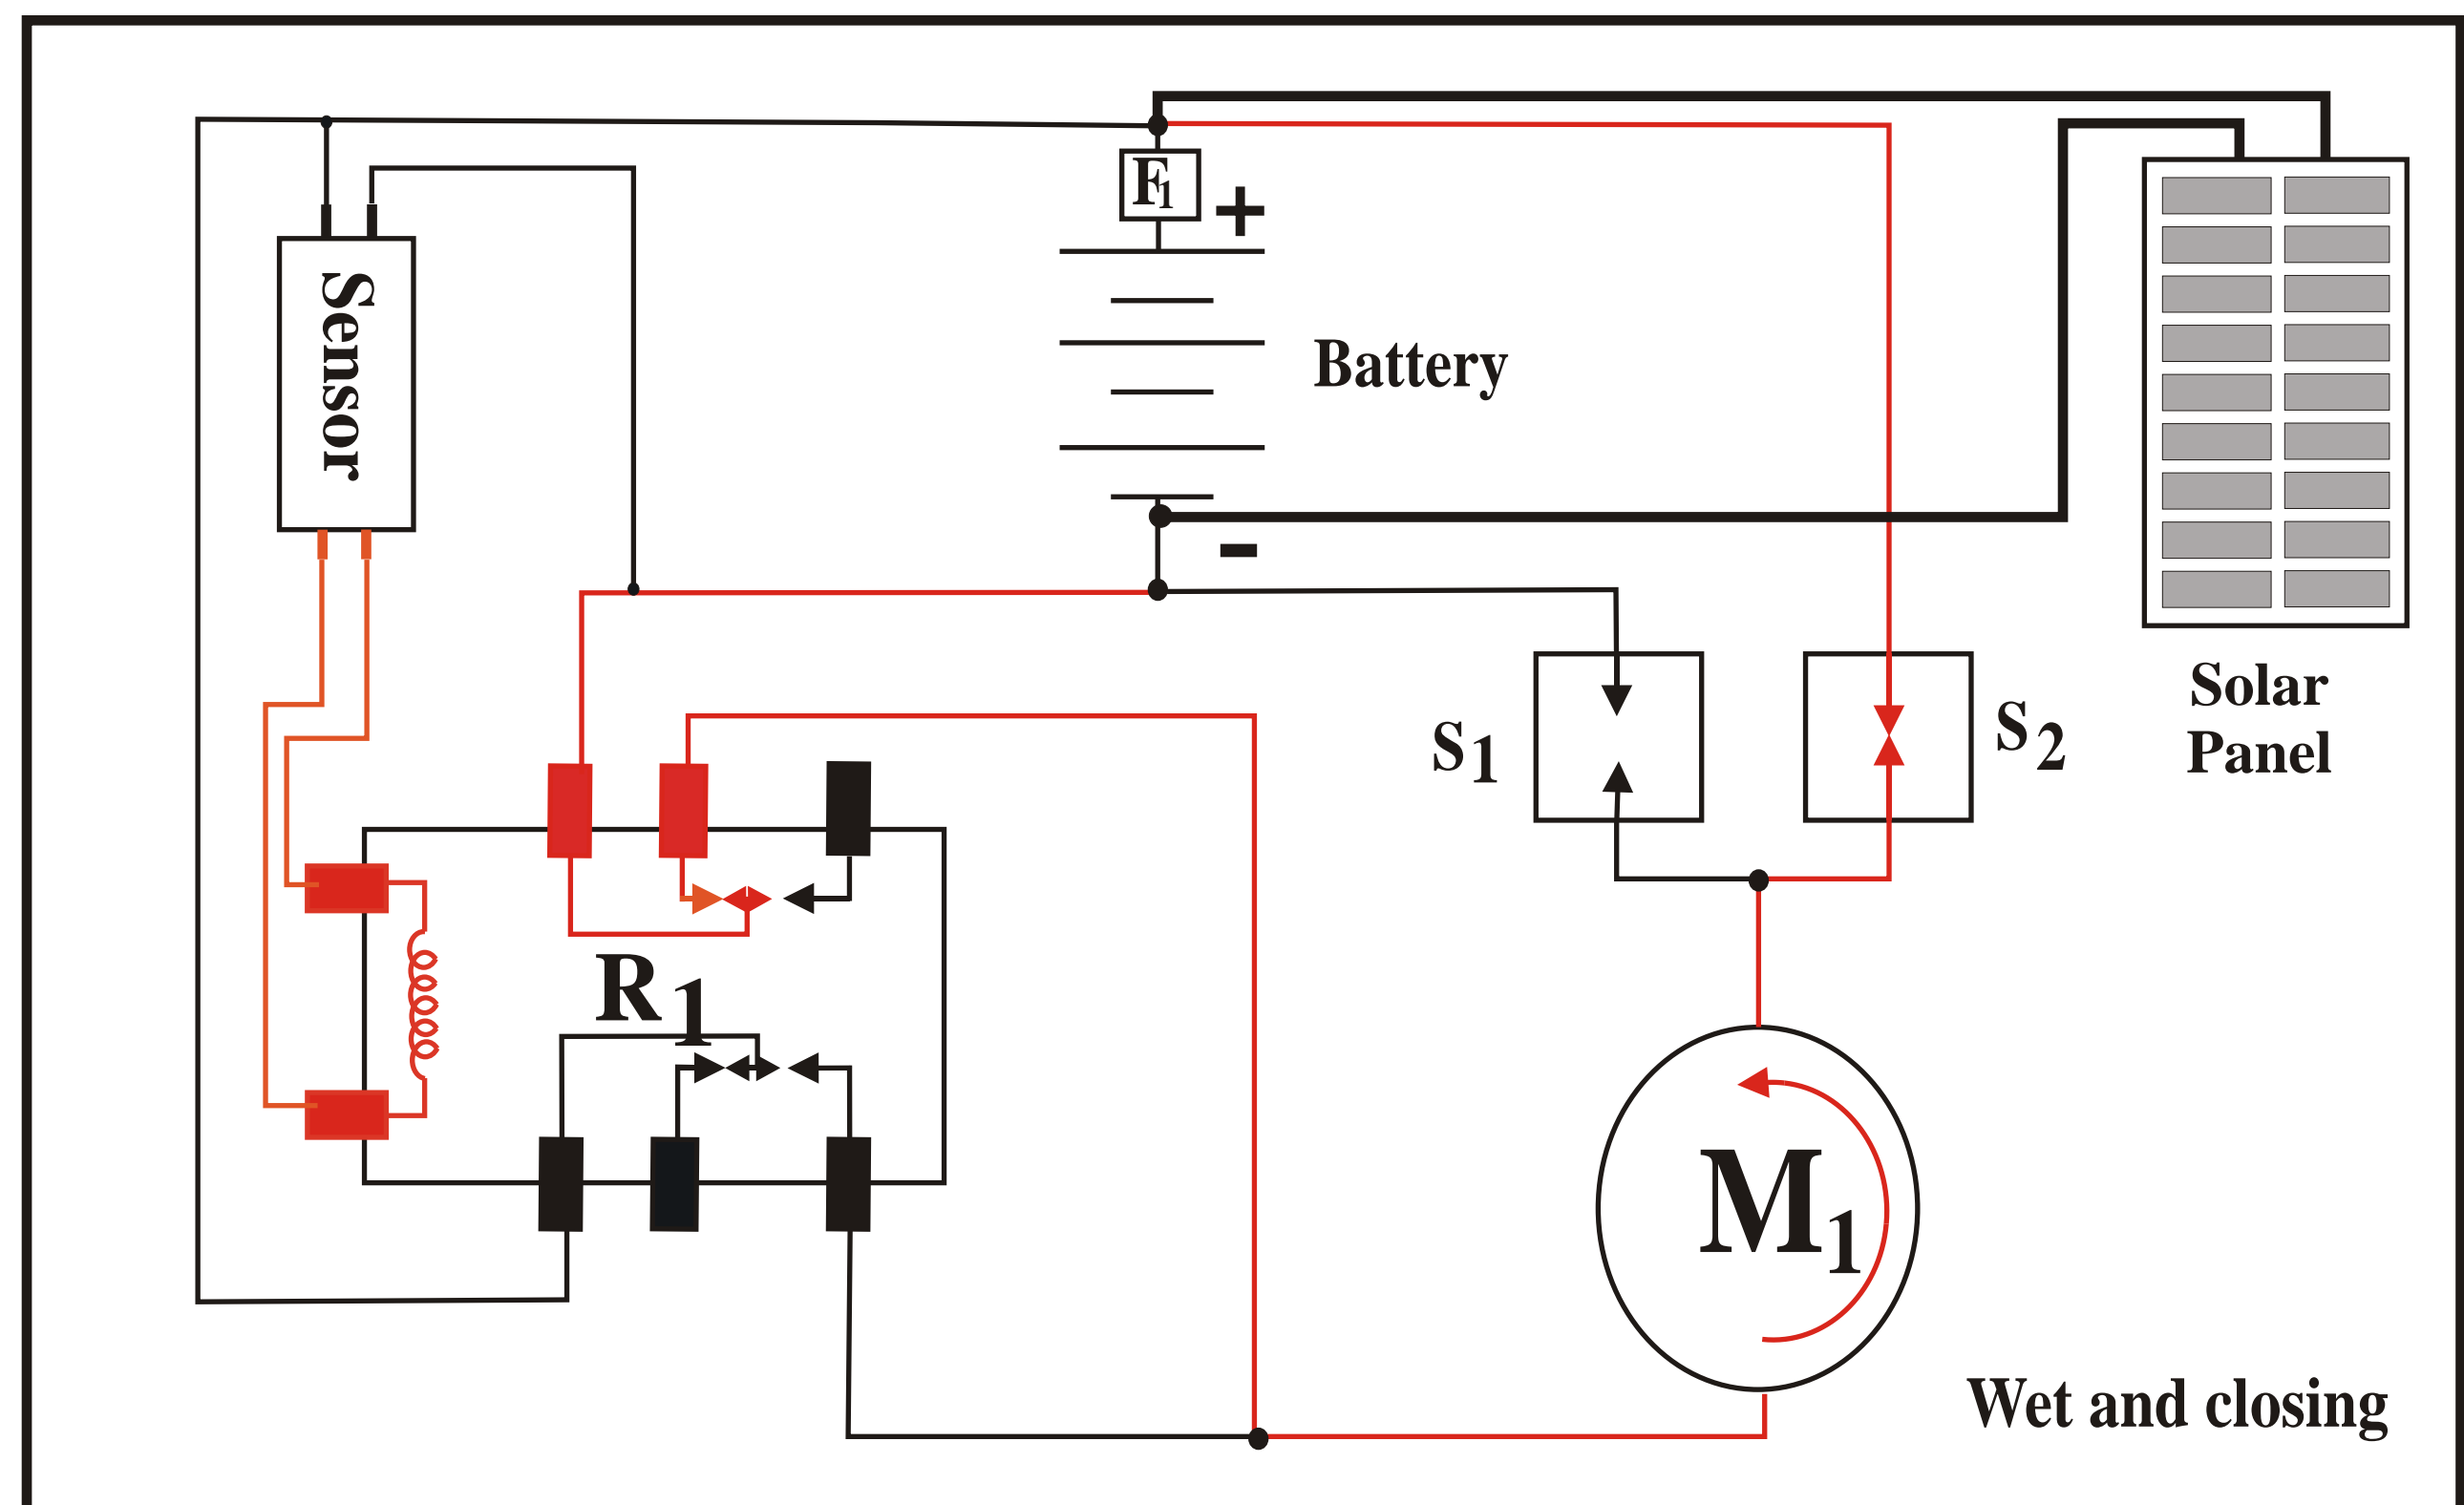 F1
+
Sensor
Battery
-
S1
S2
Solar
Panel
R1
M1
Wet and closing